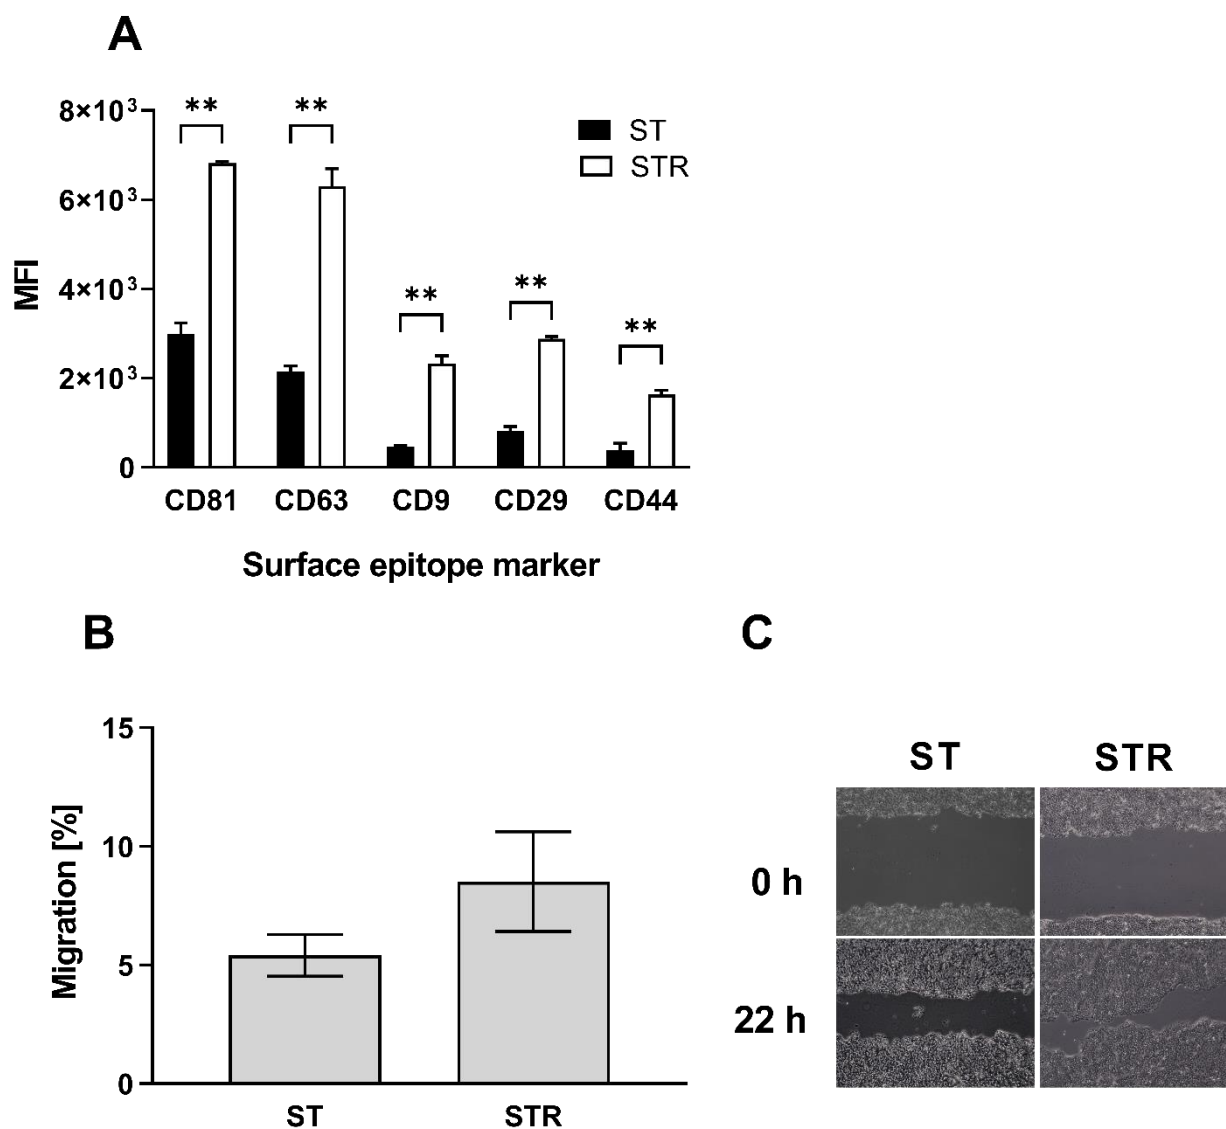 A
8×10³
6×10³
4×10³
2×10³
0
MFI
** ** ** ** **
ST
STR
CD81 CD63 CD9 CD29 CD44
Surface epitope marker
B
15
10
5
0
Migration [%]
ST STR
C
ST STR
0 h
22 h